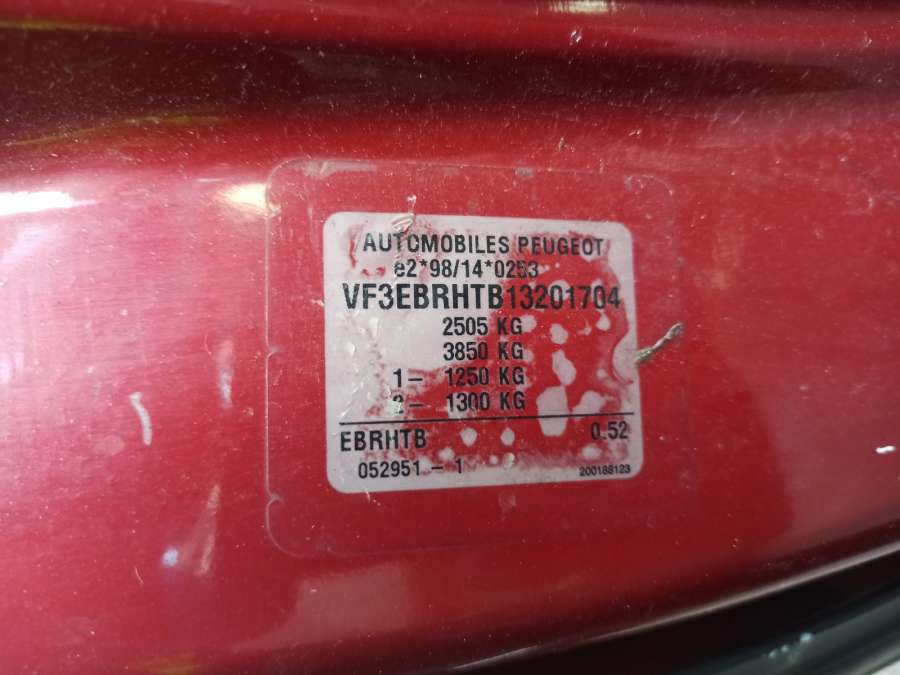 AUTOMOBILES PEUGEOT
e2*98/14*0253
VF3EBRHTB13201704
2505 KG
3850 KG
1- 1250 KG
2- 1300 KG
EBRHTB 0.52
052951-1 200188123